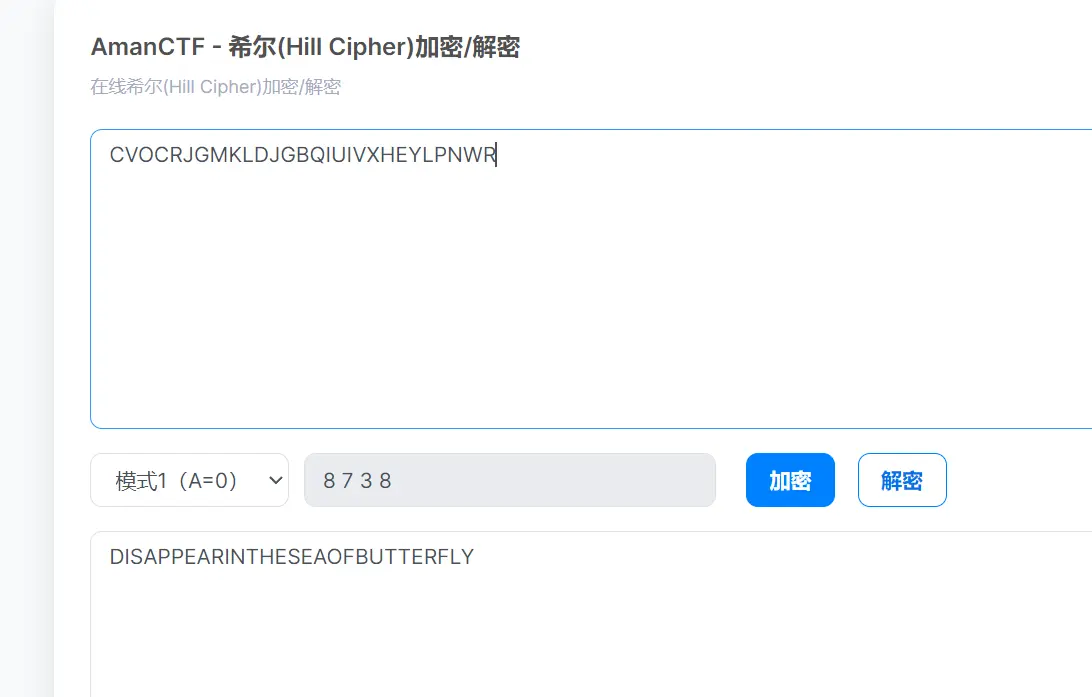 AmanCTF - 希尔(Hill Cipher)加密/解密
在线希尔(Hill Cipher)加密/解密
CVOCRJGMKLDJGBQIUIVXHEYLPNWR
模式1（A=0）
8 7 3 8
加密
解密
DISAPPEARINTHESEAOFBUTTERFLY